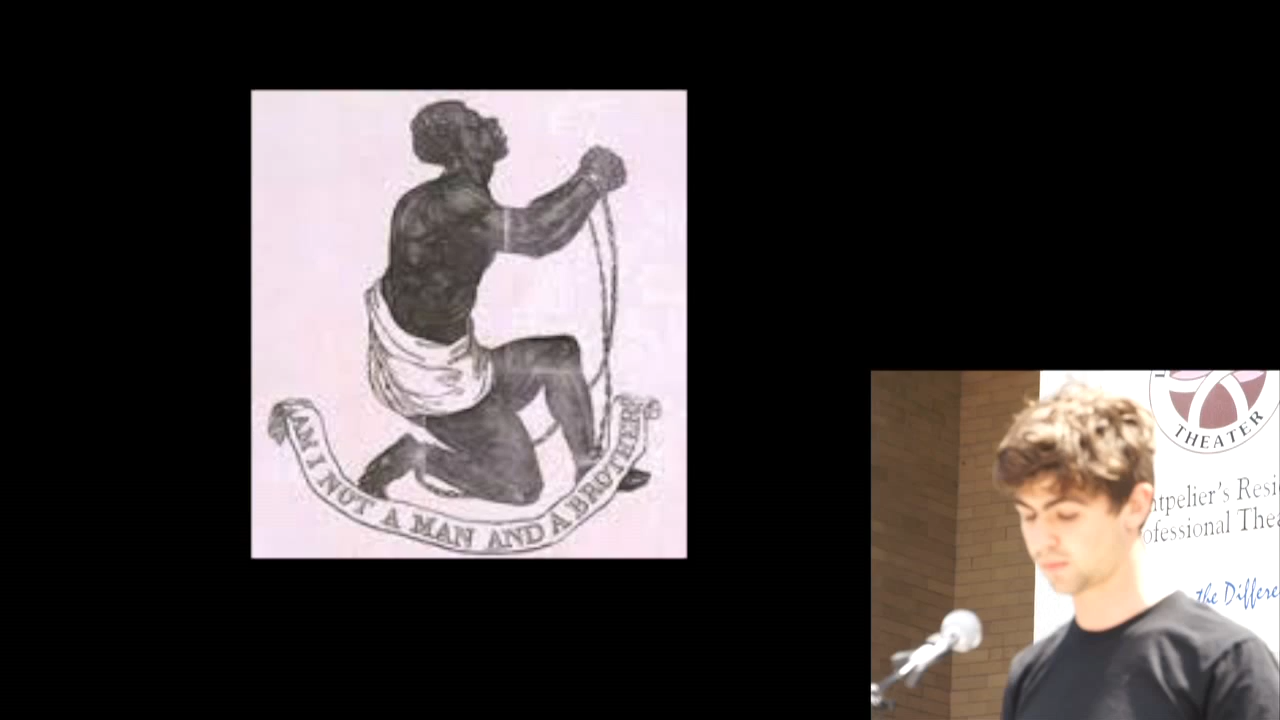 AM I NOT A MAN AND A BROTHER
THEATER
ntpelier's Resi
ofessional Thea
the Differe